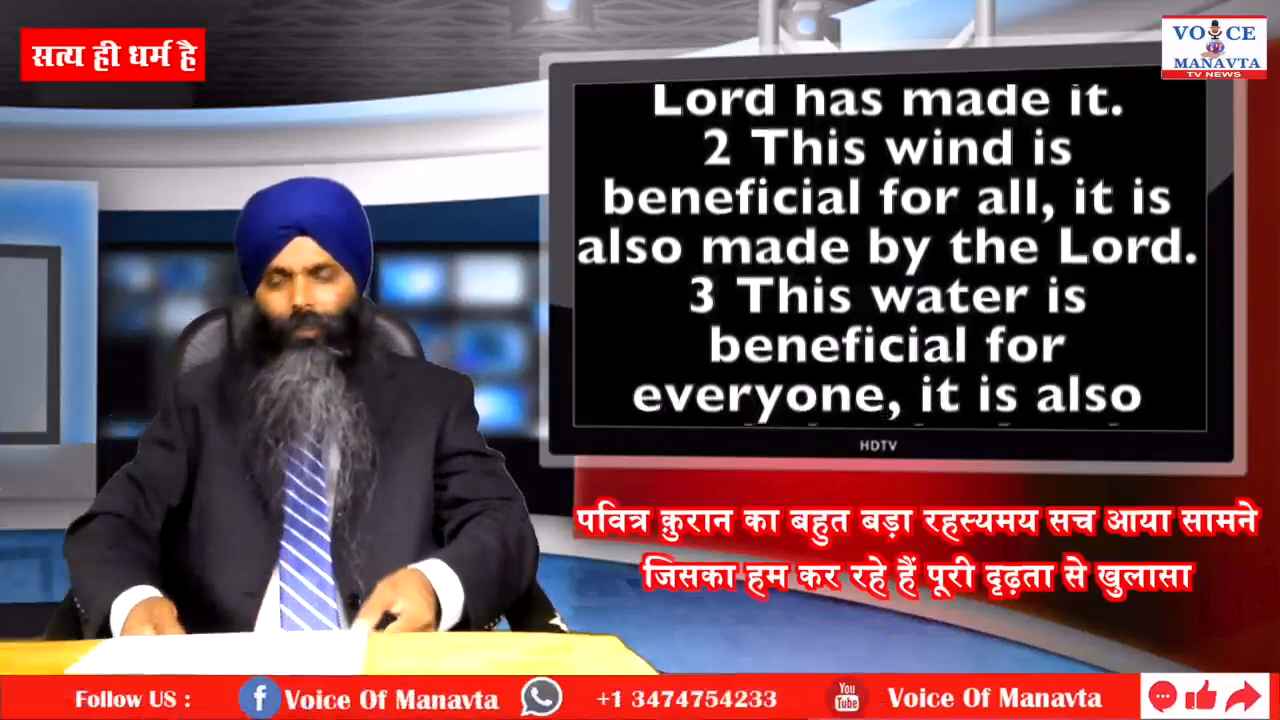 सत्य ही धर्म है
VOICE
OF
MANAVTA
TV NEWS
Lord has made it.
2 This wind is
beneficial for all, it is
also made by the Lord.
3 This water is
beneficial for
everyone, it is also
HDTV
पवित्र क़ुरान का बहुत बड़ा रहस्यमय सच आया सामने
जिसका हम कर रहे हैं पूरी दृढ़ता से खुलासा
Follow US : f Voice Of Manavta +1 3474754233 You Tube Voice Of Manavta